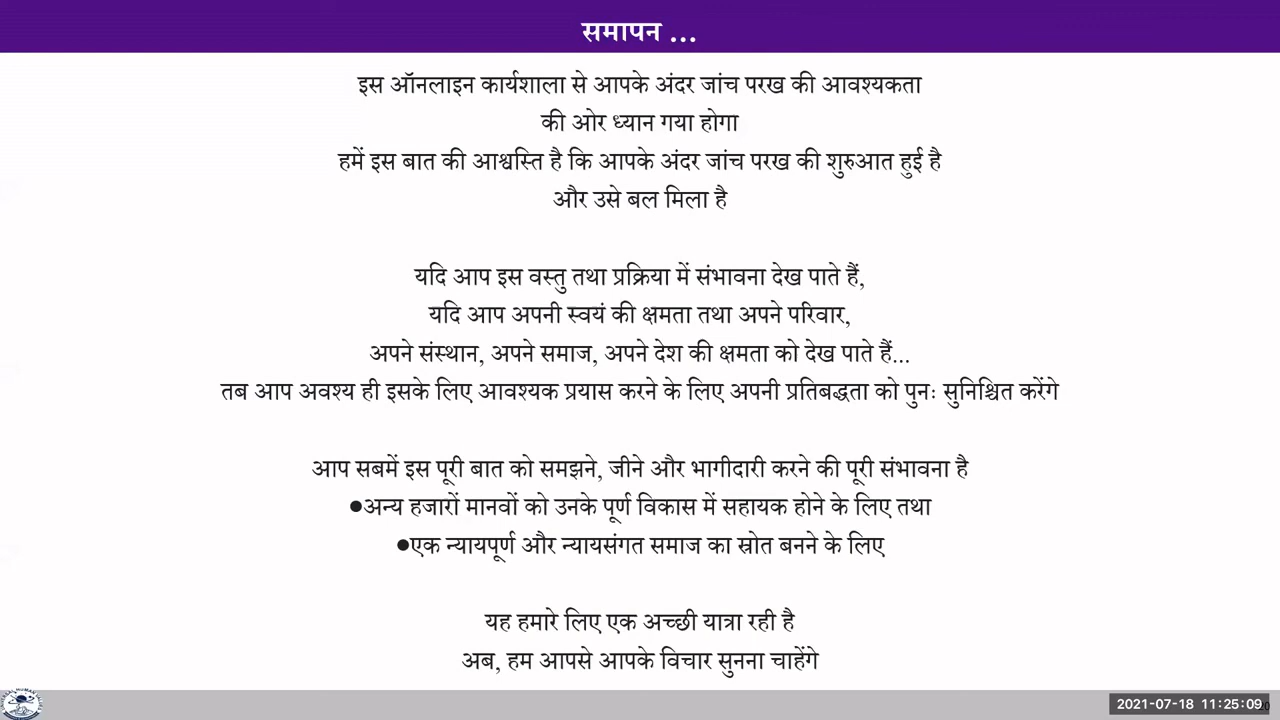 समापन ...
इस ऑनलाइन कार्यशाला से आपके अंदर जांच परख की आवश्यकता
की ओर ध्यान गया होगा
हमें इस बात की आश्वस्ति है कि आपके अंदर जांच परख की शुरुआत हुई है
और उसे बल मिला है
यदि आप इस वस्तु तथा प्रक्रिया में संभावना देख पाते हैं,
यदि आप अपनी स्वयं की क्षमता तथा अपने परिवार,
अपने संस्थान, अपने समाज, अपने देश की क्षमता को देख पाते हैं...
तब आप अवश्य ही इसके लिए आवश्यक प्रयास करने के लिए अपनी प्रतिबद्धता को पुनः सुनिश्चित करेंगे
आप सबमें इस पूरी बात को समझने, जीने और भागीदारी करने की पूरी संभावना है
●अन्य हजारों मानवों को उनके पूर्ण विकास में सहायक होने के लिए तथा
●एक न्यायपूर्ण और न्यायसंगत समाज का स्रोत बनने के लिए
यह हमारे लिए एक अच्छी यात्रा रही है
अब, हम आपसे आपके विचार सुनना चाहेंगे
2021-07-18 11:25:09